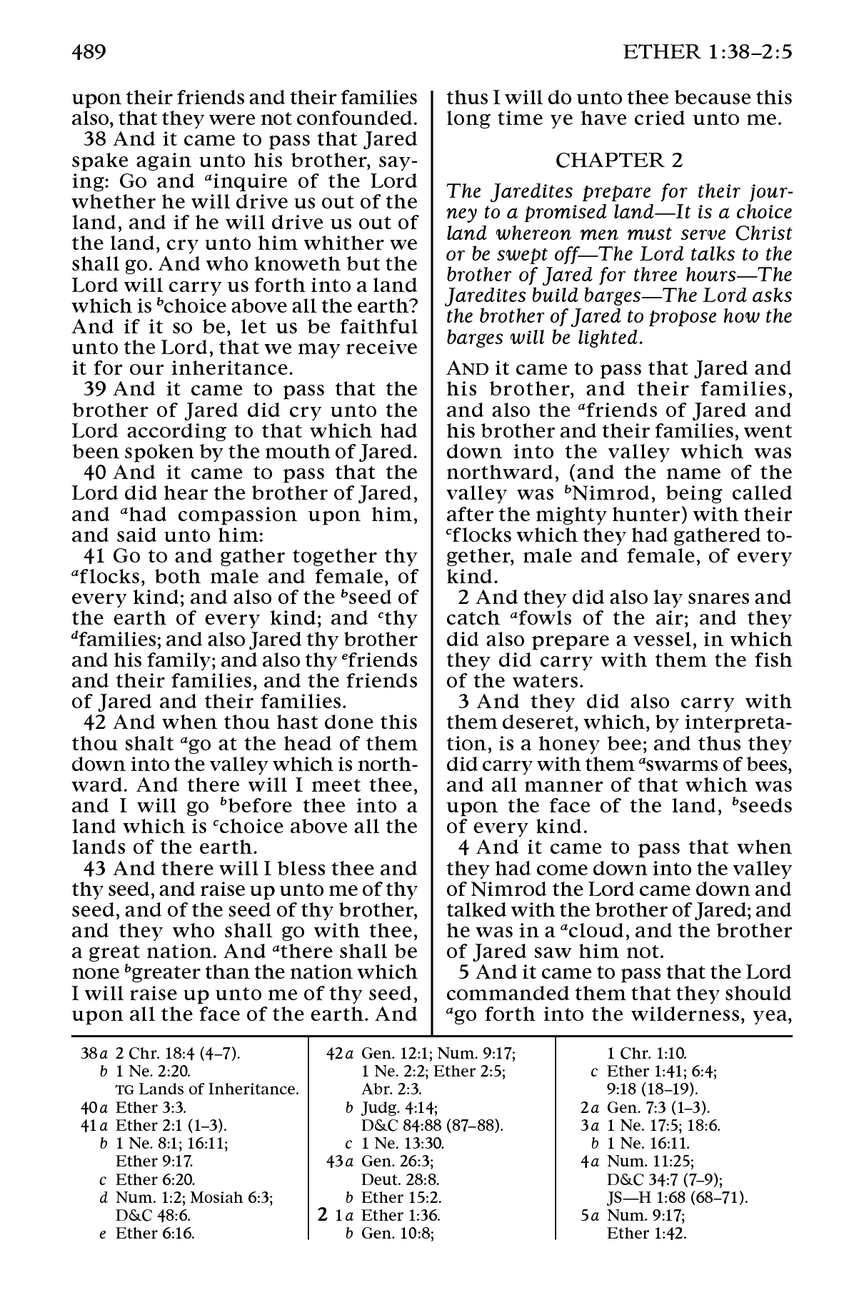 489
ETHER 1:38–2:5
upon their friends and their families
also, that they were not confounded.
38 And it came to pass that Jared
spake again unto his brother, say-
ing: Go and ainquire of the Lord
whether he will drive us out of the
land, and if he will drive us out of
the land, cry unto him whither we
shall go. And who knoweth but the
Lord will carry us forth into a land
which is bchoice above all the earth?
And if it so be, let us be faithful
unto the Lord, that we may receive
it for our inheritance.
39 And it came to pass that the
brother of Jared did cry unto the
Lord according to that which had
been spoken by the mouth of Jared.
40 And it came to pass that the
Lord did hear the brother of Jared,
and ahad compassion upon him,
and said unto him:
41 Go to and gather together thy
aflocks, both male and female, of
every kind; and also of the bseed of
the earth of every kind; and cthy
dfamilies; and also Jared thy brother
and his family; and also thy efriends
and their families, and the friends
of Jared and their families.
42 And when thou hast done this
thou shalt ago at the head of them
down into the valley which is north-
ward. And there will I meet thee,
and I will go bbefore thee into a
land which is cchoice above all the
lands of the earth.
43 And there will I bless thee and
thy seed, and raise up unto me of thy
seed, and of the seed of thy brother,
and they who shall go with thee,
a great nation. And athere shall be
none bgreater than the nation which
I will raise up unto me of thy seed,
upon all the face of the earth. And
thus I will do unto thee because this
long time ye have cried unto me.
CHAPTER 2
The Jaredites prepare for their jour-
ney to a promised land—It is a choice
land whereon men must serve Christ
or be swept off—The Lord talks to the
brother of Jared for three hours—The
Jaredites build barges—The Lord asks
the brother of Jared to propose how the
barges will be lighted.
AND it came to pass that Jared and
his brother, and their families,
and also the afriends of Jared and
his brother and their families, went
down into the valley which was
northward, (and the name of the
valley was bNimrod, being called
after the mighty hunter) with their
cflocks which they had gathered to-
gether, male and female, of every
kind.
2 And they did also lay snares and
catch afowls of the air; and they
did also prepare a vessel, in which
they did carry with them the fish
of the waters.
3 And they did also carry with
them deseret, which, by interpreta-
tion, is a honey bee; and thus they
did carry with them aswarms of bees,
and all manner of that which was
upon the face of the land, bseeds
of every kind.
4 And it came to pass that when
they had come down into the valley
of Nimrod the Lord came down and
talked with the brother of Jared; and
he was in a acloud, and the brother
of Jared saw him not.
5 And it came to pass that the Lord
commanded them that they should
ago forth into the wilderness, yea,
38a 2 Chr. 18:4 (4–7).
b 1 Ne. 2:20.
TG Lands of Inheritance.
40a Ether 3:3.
41a Ether 2:1 (1–3).
b 1 Ne. 8:1; 16:11;
Ether 9:17.
c Ether 6:20.
d Num. 1:2; Mosiah 6:3;
D&C 48:6.
e Ether 6:16.
42a Gen. 12:1; Num. 9:17;
1 Ne. 2:2; Ether 2:5;
Abr. 2:3.
b Judg. 4:14;
D&C 84:88 (87–88).
c 1 Ne. 13:30.
43a Gen. 26:3;
Deut. 28:8.
b Ether 15:2.
2 1a Ether 1:36.
b Gen. 10:8;
1 Chr. 1:10.
c Ether 1:41; 6:4;
9:18 (18–19).
2a Gen. 7:3 (1–3).
3a 1 Ne. 17:5; 18:6.
b 1 Ne. 16:11.
4a Num. 11:25;
D&C 34:7 (7–9);
JS—H 1:68 (68–71).
5a Num. 9:17;
Ether 1:42.